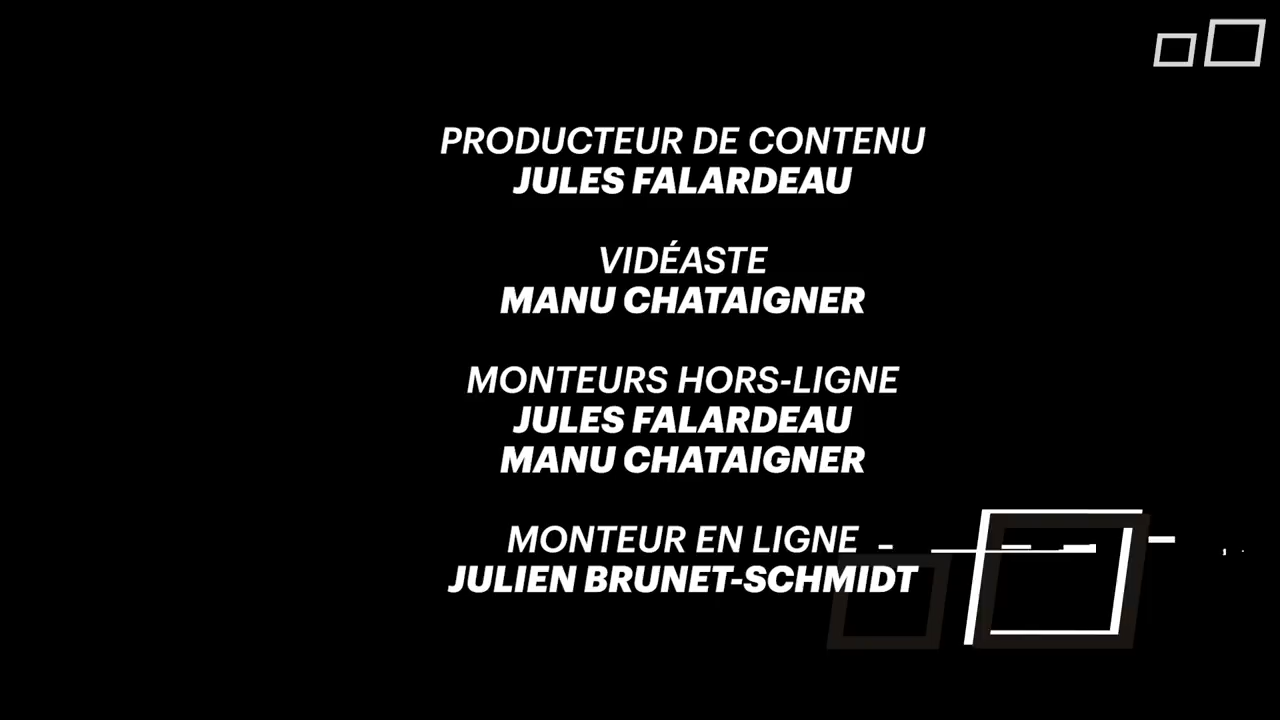 PRODUCTEUR DE CONTENU
JULES FALARDEAU
VIDÉASTE
MANU CHATAIGNER
MONTEURS HORS-LIGNE
JULES FALARDEAU
MANU CHATAIGNER
MONTEUR EN LIGNE
JULIEN BRUNET-SCHMIDT